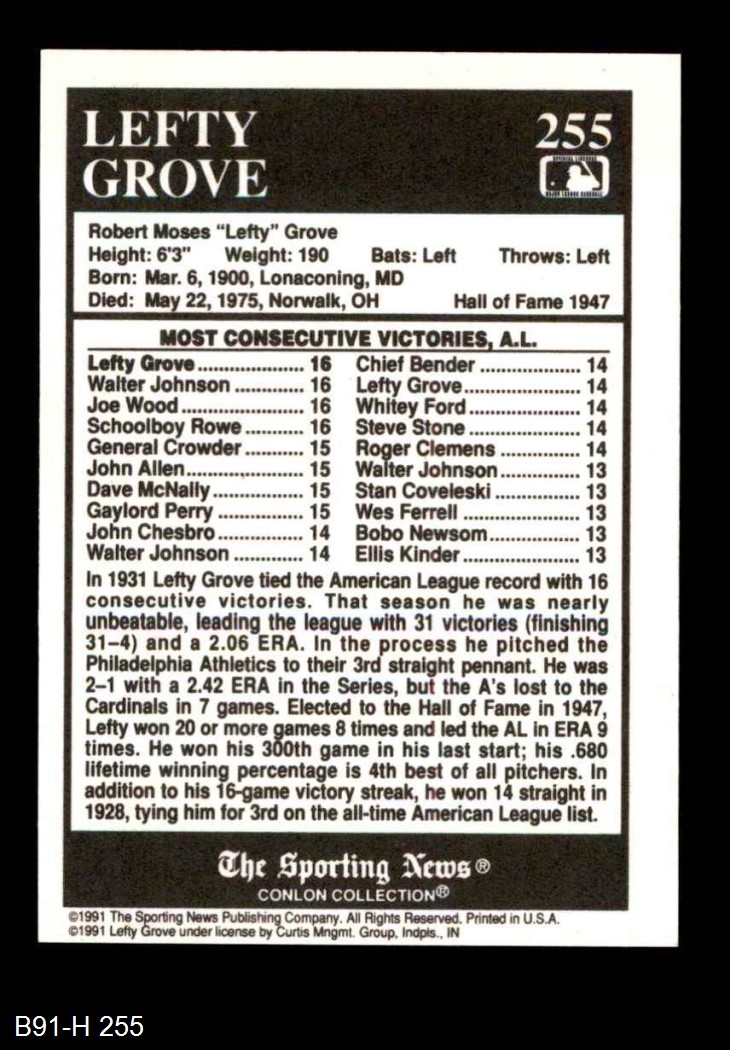 LEFTY
GROVE
255
OFFICIAL LICENSEE
MAJOR LEAGUE BASEBALL
Robert Moses “Lefty” Grove
Height: 6'3" Weight: 190 Bats: Left Throws: Left
Born: Mar. 6, 1900, Lonaconing, MD
Died: May 22, 1975, Norwalk, OH Hall of Fame 1947
MOST CONSECUTIVE VICTORIES, A.L.
Lefty Grove ...................... 16
Walter Johnson .............. 16
Joe Wood ......................... 16
Schoolboy Rowe ............ 16
General Crowder ............ 15
John Allen ........................ 15
Dave McNally .................. 15
Gaylord Perry .................. 15
John Chesbro ................. 14
Walter Johnson .............. 14
Chief Bender .................... 14
Lefty Grove ....................... 14
Whitey Ford ...................... 14
Steve Stone ...................... 14
Roger Clemens ................ 14
Walter Johnson ................ 13
Stan Coveleski ................. 13
Wes Ferrell ....................... 13
Bobo Newsom .................. 13
Ellis Kinder ....................... 13
In 1931 Lefty Grove tied the American League record with 16
consecutive victories. That season he was nearly
unbeatable, leading the league with 31 victories (finishing
31–4) and a 2.06 ERA. In the process he pitched the
Philadelphia Athletics to their 3rd straight pennant. He was
2–1 with a 2.42 ERA in the Series, but the A's lost to the
Cardinals in 7 games. Elected to the Hall of Fame in 1947,
Lefty won 20 or more games 8 times and led the AL in ERA 9
times. He won his 300th game in his last start; his .680
lifetime winning percentage is 4th best of all pitchers. In
addition to his 16-game victory streak, he won 14 straight in
1928, tying him for 3rd on the all-time American League list.
The Sporting News®
CONLON COLLECTION®
©1991 The Sporting News Publishing Company. All Rights Reserved. Printed in U.S.A.
©1991 Lefty Grove under license by Curtis Mngmt. Group, Indpls., IN
B91-H 255